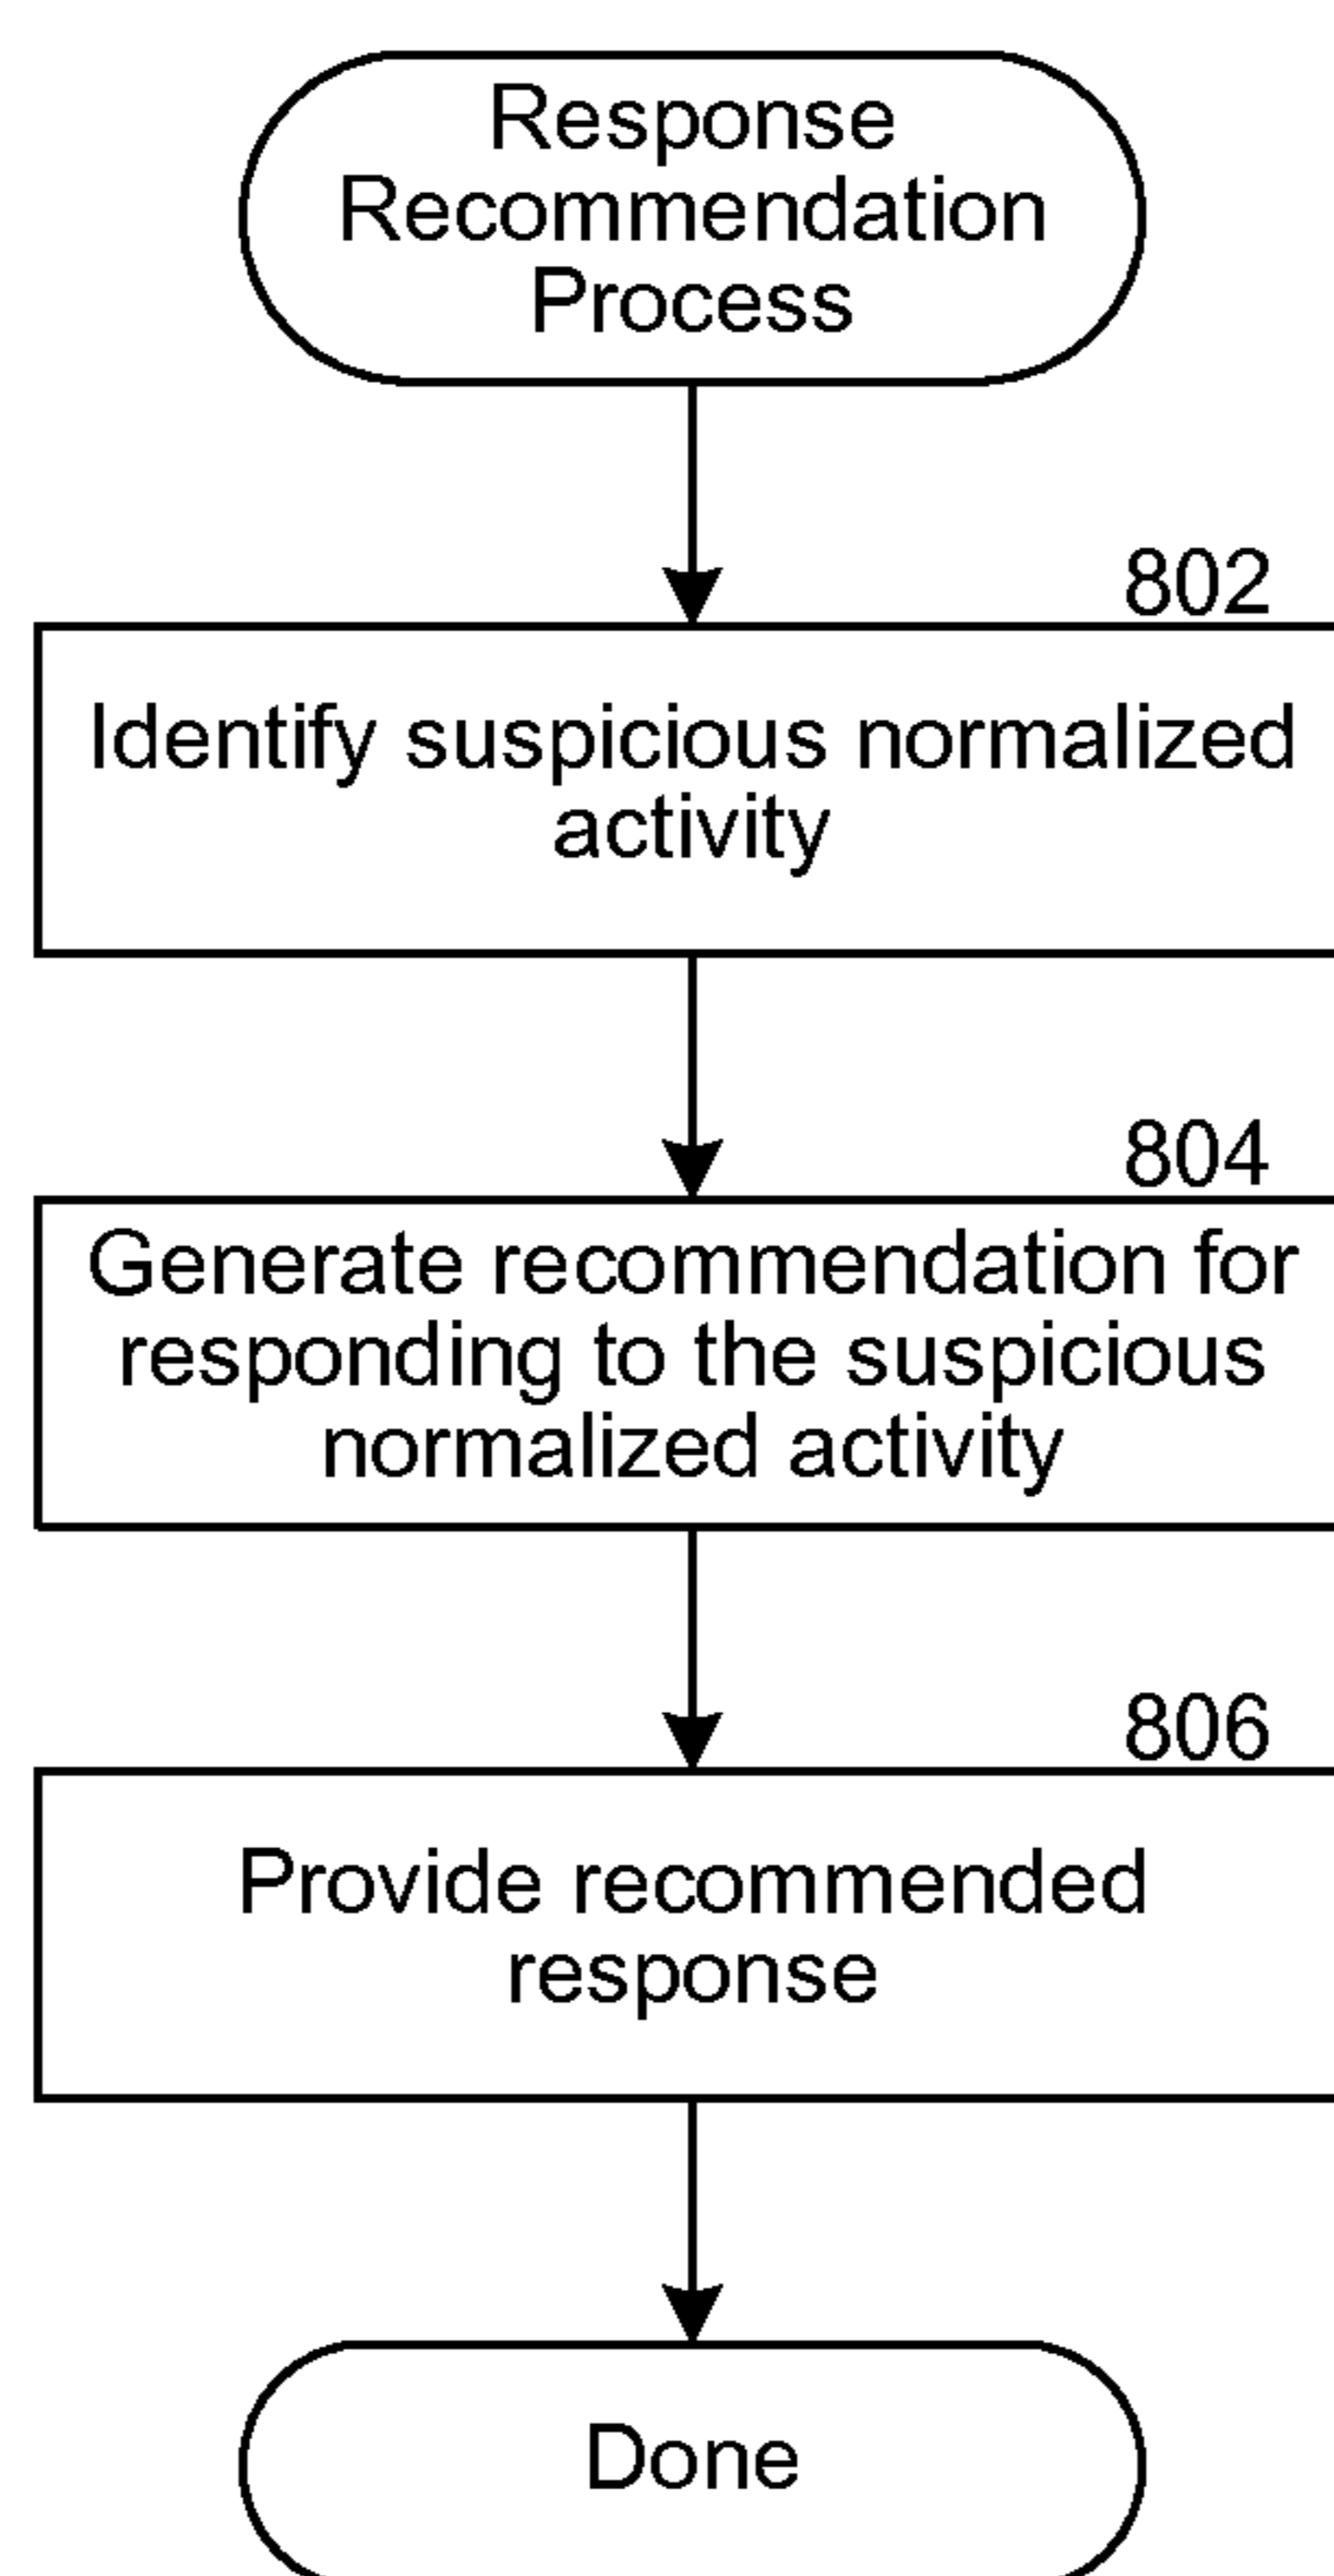 Response
Recommendation
Process
802
Identify suspicious normalized
activity
804
Generate recommendation for
responding to the suspicious
normalized activity
806
Provide recommended
response
Done